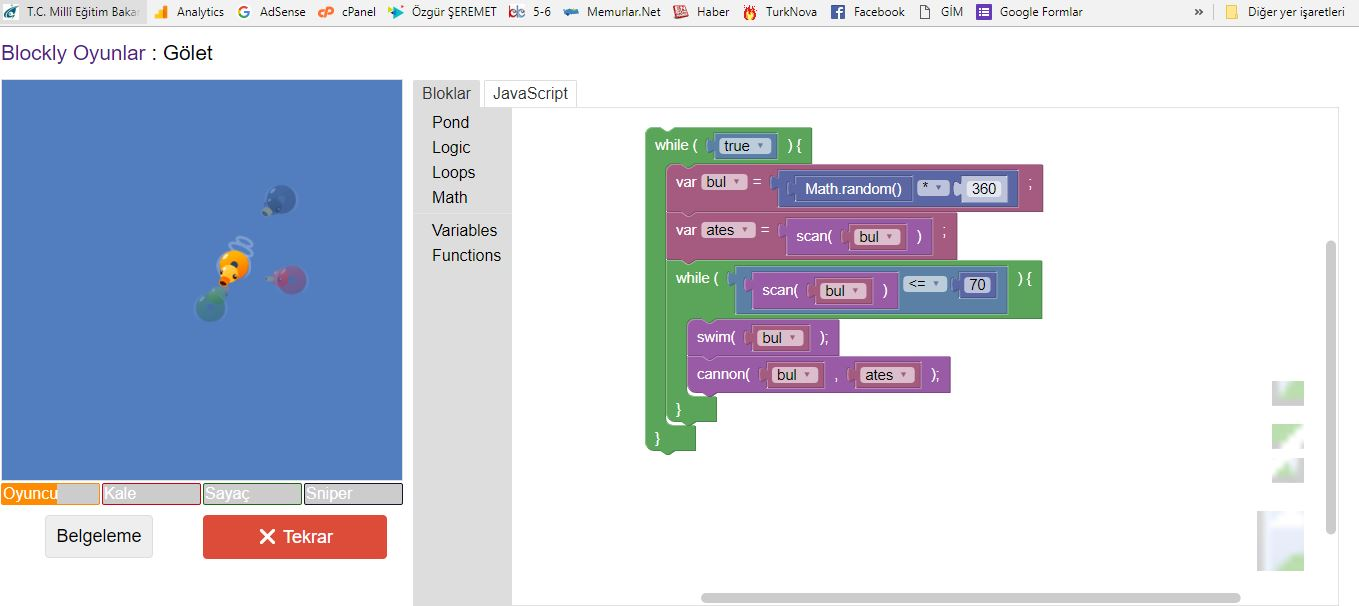 T.C. Millî Eğitim Bakan Analytics AdSense cPanel Özgür ŞEREMET 5-6 Memurlar.Net Haber TurkNova Facebook GİM Google Formlar » Diğer yer işaretleri
Blockly Oyunlar : Gölet
Bloklar JavaScript
Pond
Logic
Loops
Math
Variables
Functions
while ( true ) {
var bul = Math.random() * 360 ;
var ates = scan( bul ) ;
while ( scan( bul ) <= 70 ) {
swim( bul );
cannon( bul , ates );
}
}
Oyuncu Kale Sayaç Sniper
Belgeleme Tekrar